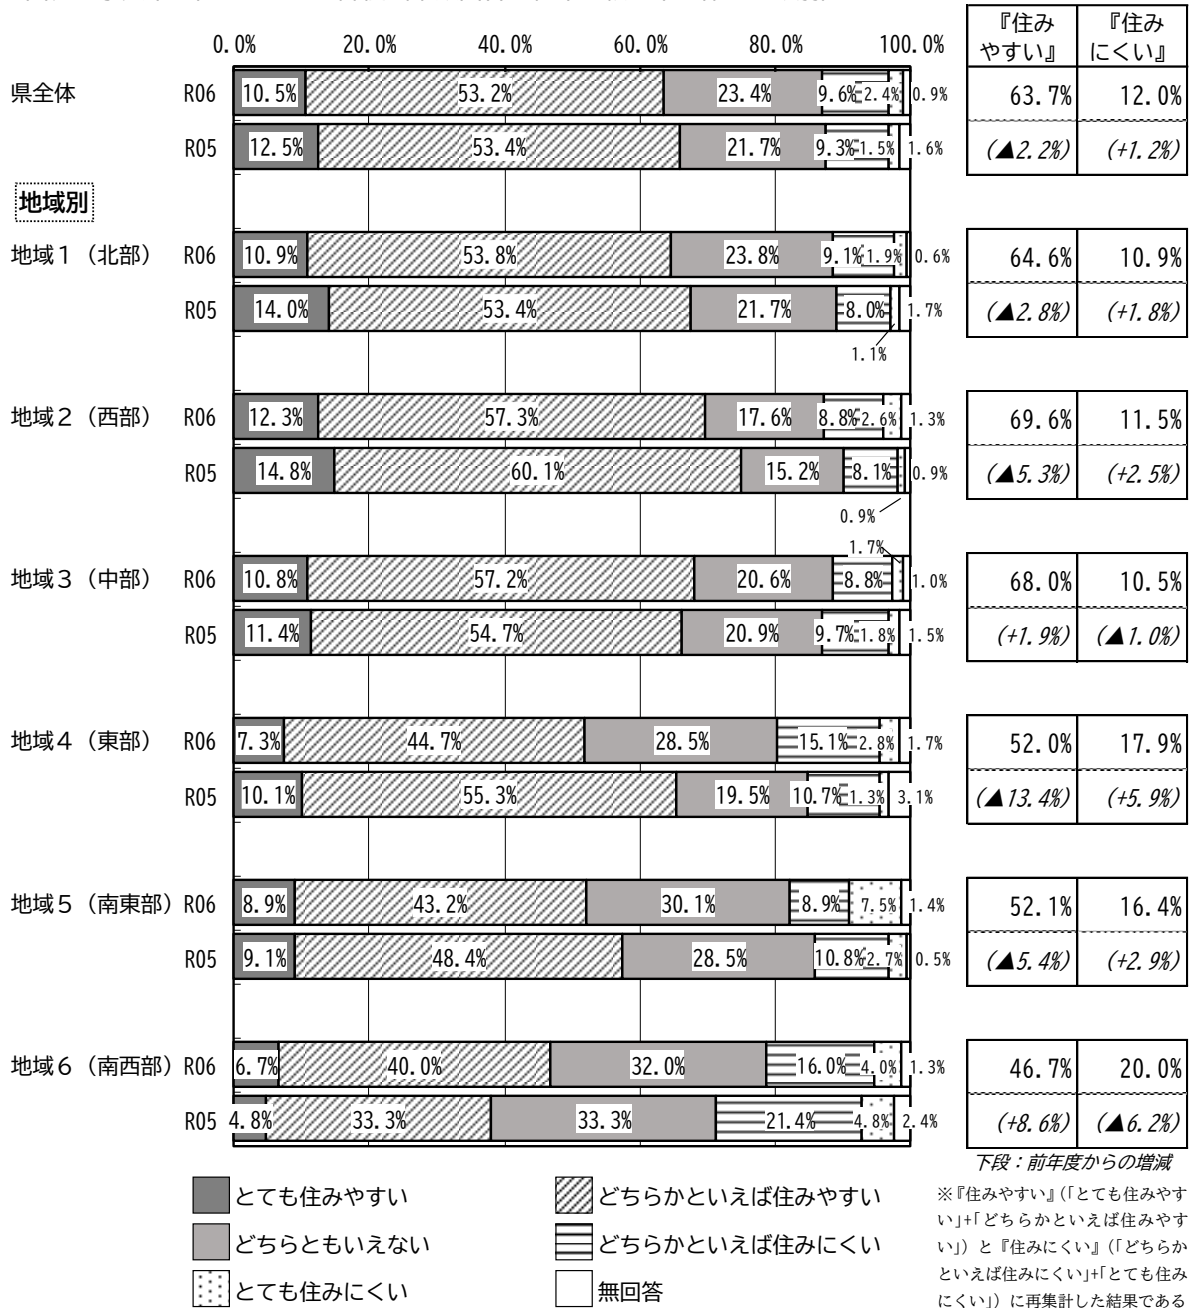 0.0% 20.0% 40.0% 60.0% 80.0% 100.0%
『住み
やすい』
『住み
にくい』
県全体 R06 10.5% 53.2% 23.4% 9.6% 2.4% 0.9% 63.7% 12.0%
R05 12.5% 53.4% 21.7% 9.3% 1.5% 1.6% (▲2.2%) (+1.2%)
地域別
地域1（北部） R06 10.9% 53.8% 23.8% 9.1% 1.9% 0.6% 64.6% 10.9%
R05 14.0% 53.4% 21.7% 8.0% 1.7% (▲2.8%) (+1.8%)
1.1%
地域2（西部） R06 12.3% 57.3% 17.6% 8.8% 2.6% 1.3% 69.6% 11.5%
R05 14.8% 60.1% 15.2% 8.1% 0.9% (▲5.3%) (+2.5%)
0.9%
1.7%
地域3（中部） R06 10.8% 57.2% 20.6% 8.8% 1.0% 68.0% 10.5%
R05 11.4% 54.7% 20.9% 9.7% 1.8% 1.5% (+1.9%) (▲1.0%)
地域4（東部） R06 7.3% 44.7% 28.5% 15.1% 2.8% 1.7% 52.0% 17.9%
R05 10.1% 55.3% 19.5% 10.7% 1.3% 3.1% (▲13.4%) (+5.9%)
地域5（南東部） R06 8.9% 43.2% 30.1% 8.9% 7.5% 1.4% 52.1% 16.4%
R05 9.1% 48.4% 28.5% 10.8% 2.7% 0.5% (▲5.4%) (+2.9%)
地域6（南西部） R06 6.7% 40.0% 32.0% 16.0% 4.0% 1.3% 46.7% 20.0%
R05 4.8% 33.3% 33.3% 21.4% 4.8% 2.4% (+8.6%) (▲6.2%)
下段：前年度からの増減
とても住みやすい どちらかといえば住みやすい
どちらともいえない どちらかといえば住みにくい
とても住みにくい 無回答
※『住みやすい』（「とても住みやす
い」+「どちらかといえば住みやす
い」）と『住みにくい』（「どちらか
といえば住みにくい」+「とても住み
にくい」）に再集計した結果である